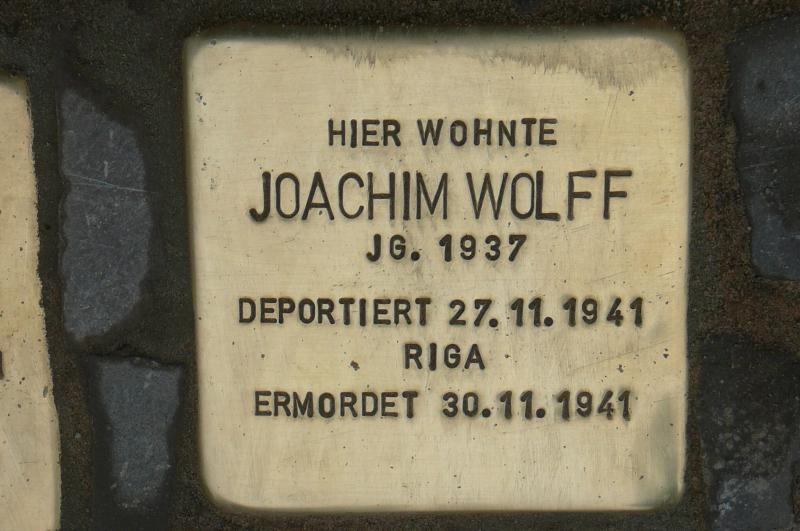 HIER WOHNTE
JOACHIM WOLFF
JG. 1937
DEPORTIERT 27.11.1941
RIGA
ERMORDET 30.11.1941